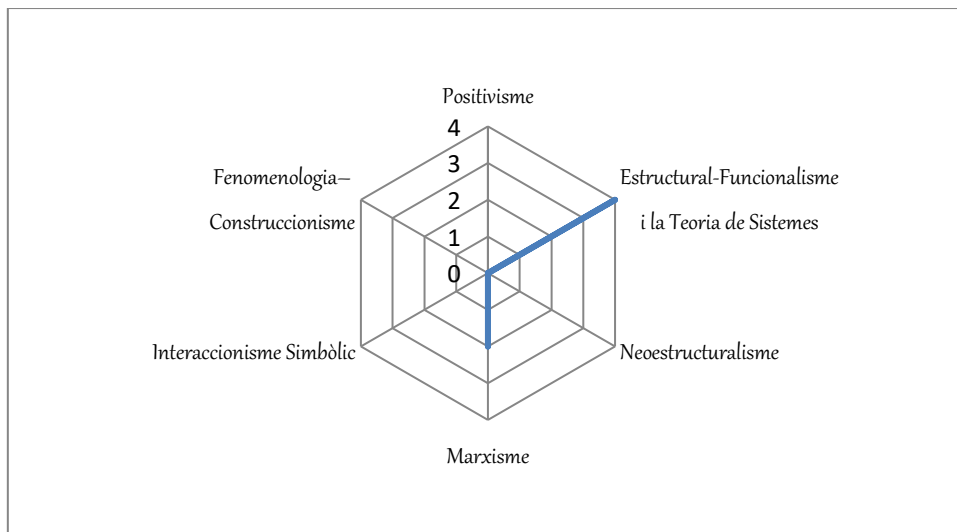 Positivisme
4
3
2
1
0
Estructural-Funcionalisme
i la Teoria de Sistemes
Neoestructuralisme
Marxisme
Interaccionisme Simbòlic
Fenomenologia–
Construccionisme